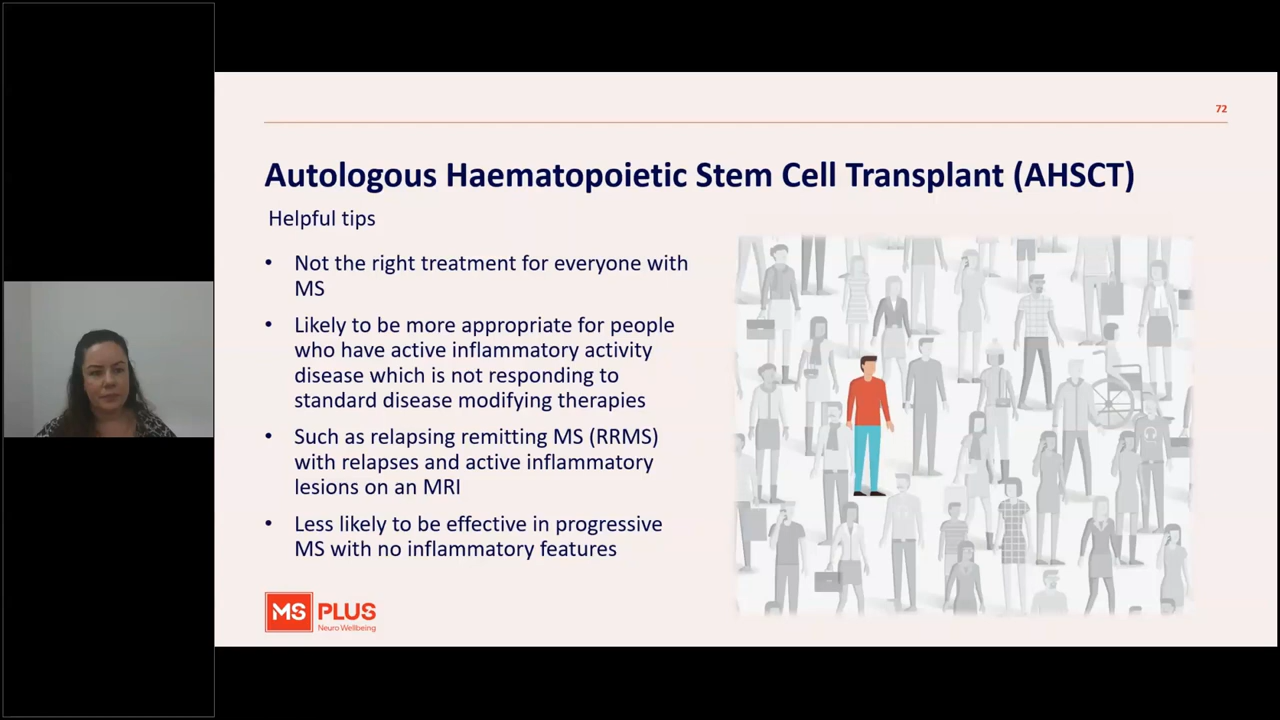 72
Autologous Haematopoietic Stem Cell Transplant (AHSCT)
Helpful tips
• Not the right treatment for everyone with
MS
• Likely to be more appropriate for people
who have active inflammatory activity
disease which is not responding to
standard disease modifying therapies
• Such as relapsing remitting MS (RRMS)
with relapses and active inflammatory
lesions on an MRI
• Less likely to be effective in progressive
MS with no inflammatory features
MS PLUS
Neuro Wellbeing